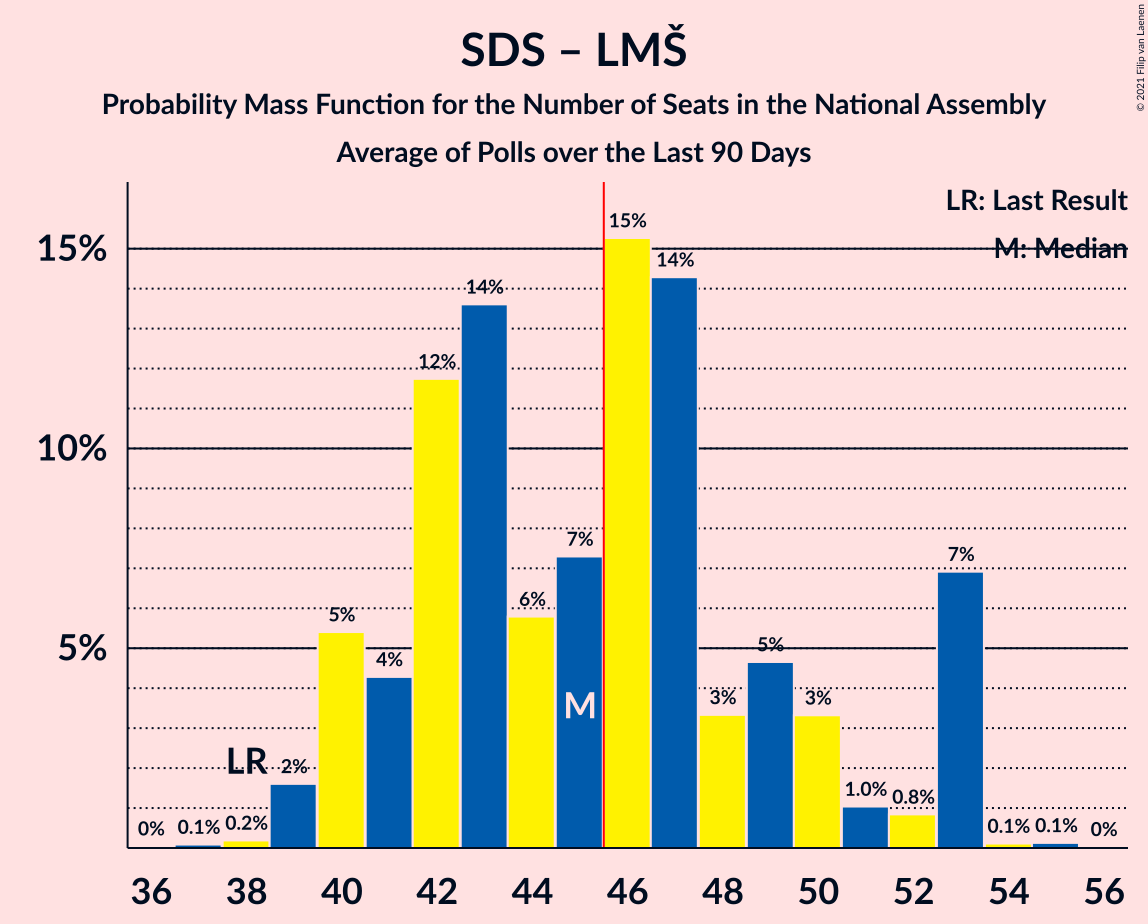 SDS – LMŠ
Probability Mass Function for the Number of Seats in the National Assembly
Average of Polls over the Last 90 Days
© 2021 Filip van Laenen
LR: Last Result
M: Median
15%
10%
5%
0%
0.1%
0.2%
LR
2%
5%
4%
12%
14%
6%
7%
M
15%
14%
3%
5%
3%
1.0%
0.8%
7%
0.1%
0.1%
0%
36 38 40 42 44 46 48 50 52 54 56